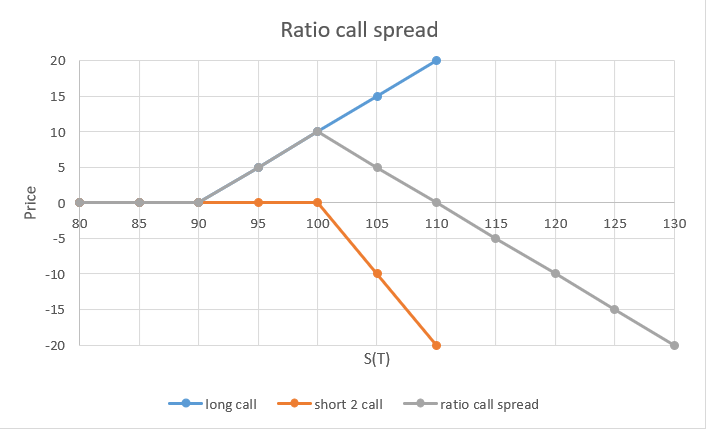 Ratio call spread
20
15
10
5
0
-5
-10
-15
-20
Price
80 85 90 95 100 105 110 115 120 125 130
S(T)
long call short 2 call ratio call spread